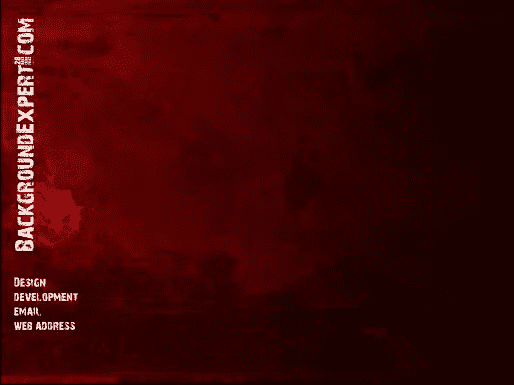 BackgroundExpert.com
Design
development
email
web address